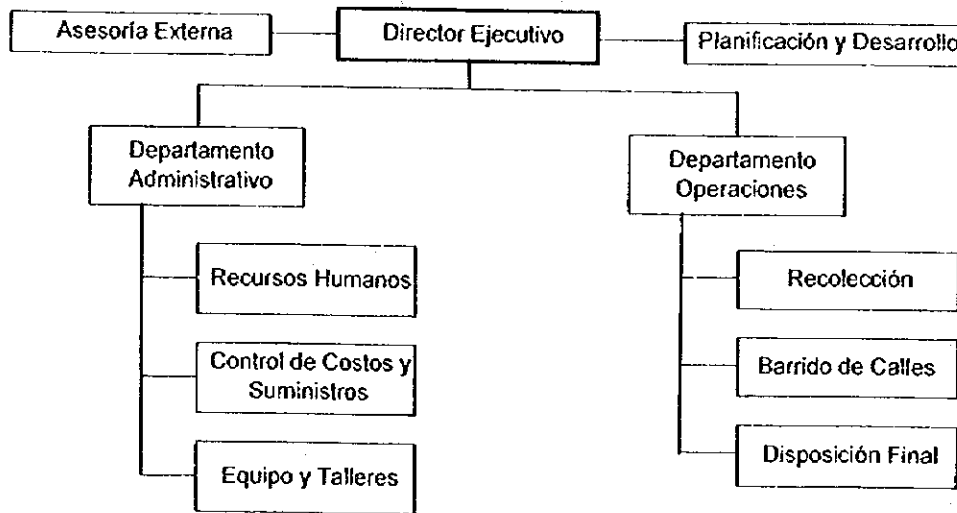 Asesoría Externa
Director Ejecutivo
Planificación y Desarrollo
Departamento
Administrativo
Departamento
Operaciones
Recursos Humanos
Recolección
Control de Costos y
Suministros
Barrido de Calles
Equipo y Talleres
Disposición Final